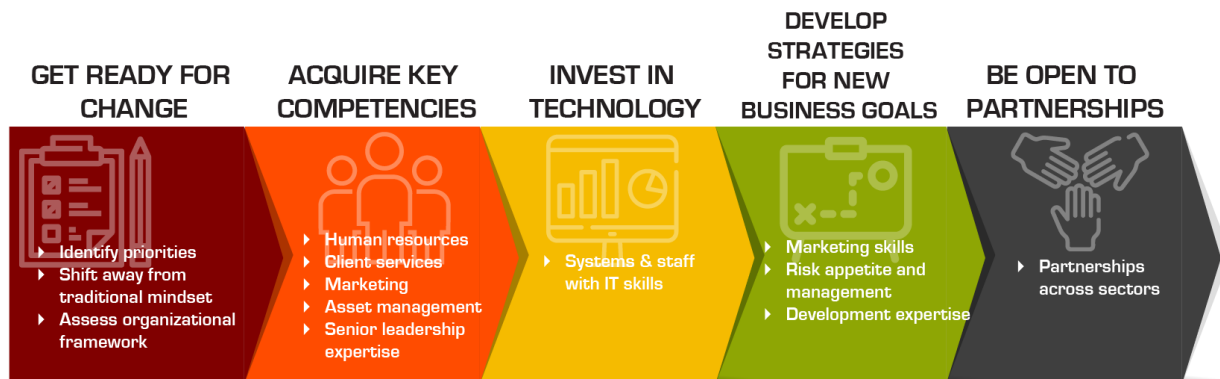 GET READY FOR
CHANGE
Identify priorities
Shift away from
traditional mindset
Assess organizational
framework
ACQUIRE KEY
COMPETENCIES
Human resources
Client services
Marketing
Asset management
Senior leadership
expertise
INVEST IN
TECHNOLOGY
Systems & staff
with IT skills
DEVELOP
STRATEGIES
FOR NEW
BUSINESS GOALS
Marketing skills
Risk appetite and
management
Development expertise
BE OPEN TO
PARTNERSHIPS
Partnerships
across sectors